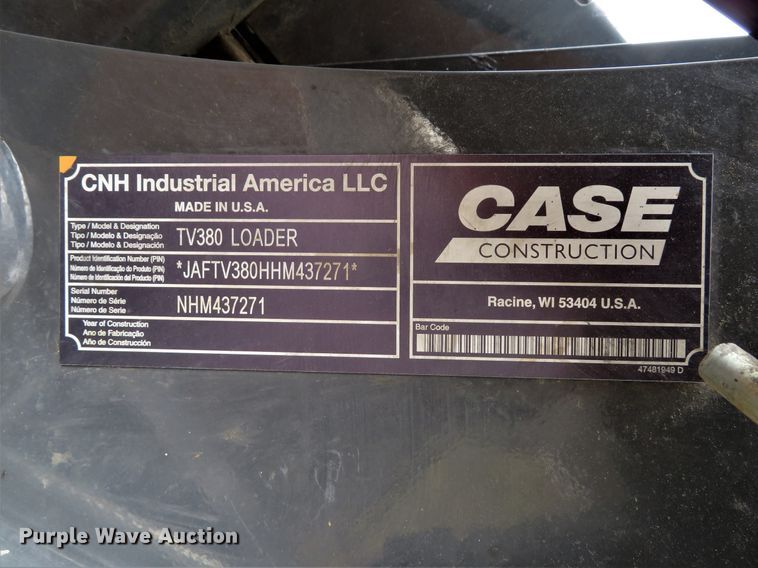 CNH Industrial America LLC
MADE IN U.S.A.
Type / Model & Designation
Tipo / Modelo & Designação
Tipo / Modelo & Designación
TV380 LOADER
Product Identification Number (PIN)
Número de Identificação do Produto (PIN)
Número de Identificación del Producto (PIN)
*JAFTV380HHM437271*
Serial Number
Número de Série
Número de Serie
NHM437271
Year of Construction
Ano de Fabricação
Año de Construcción
CASE
CONSTRUCTION
Racine, WI 53404 U.S.A.
Bar Code
47481949 D
Purple Wave Auction